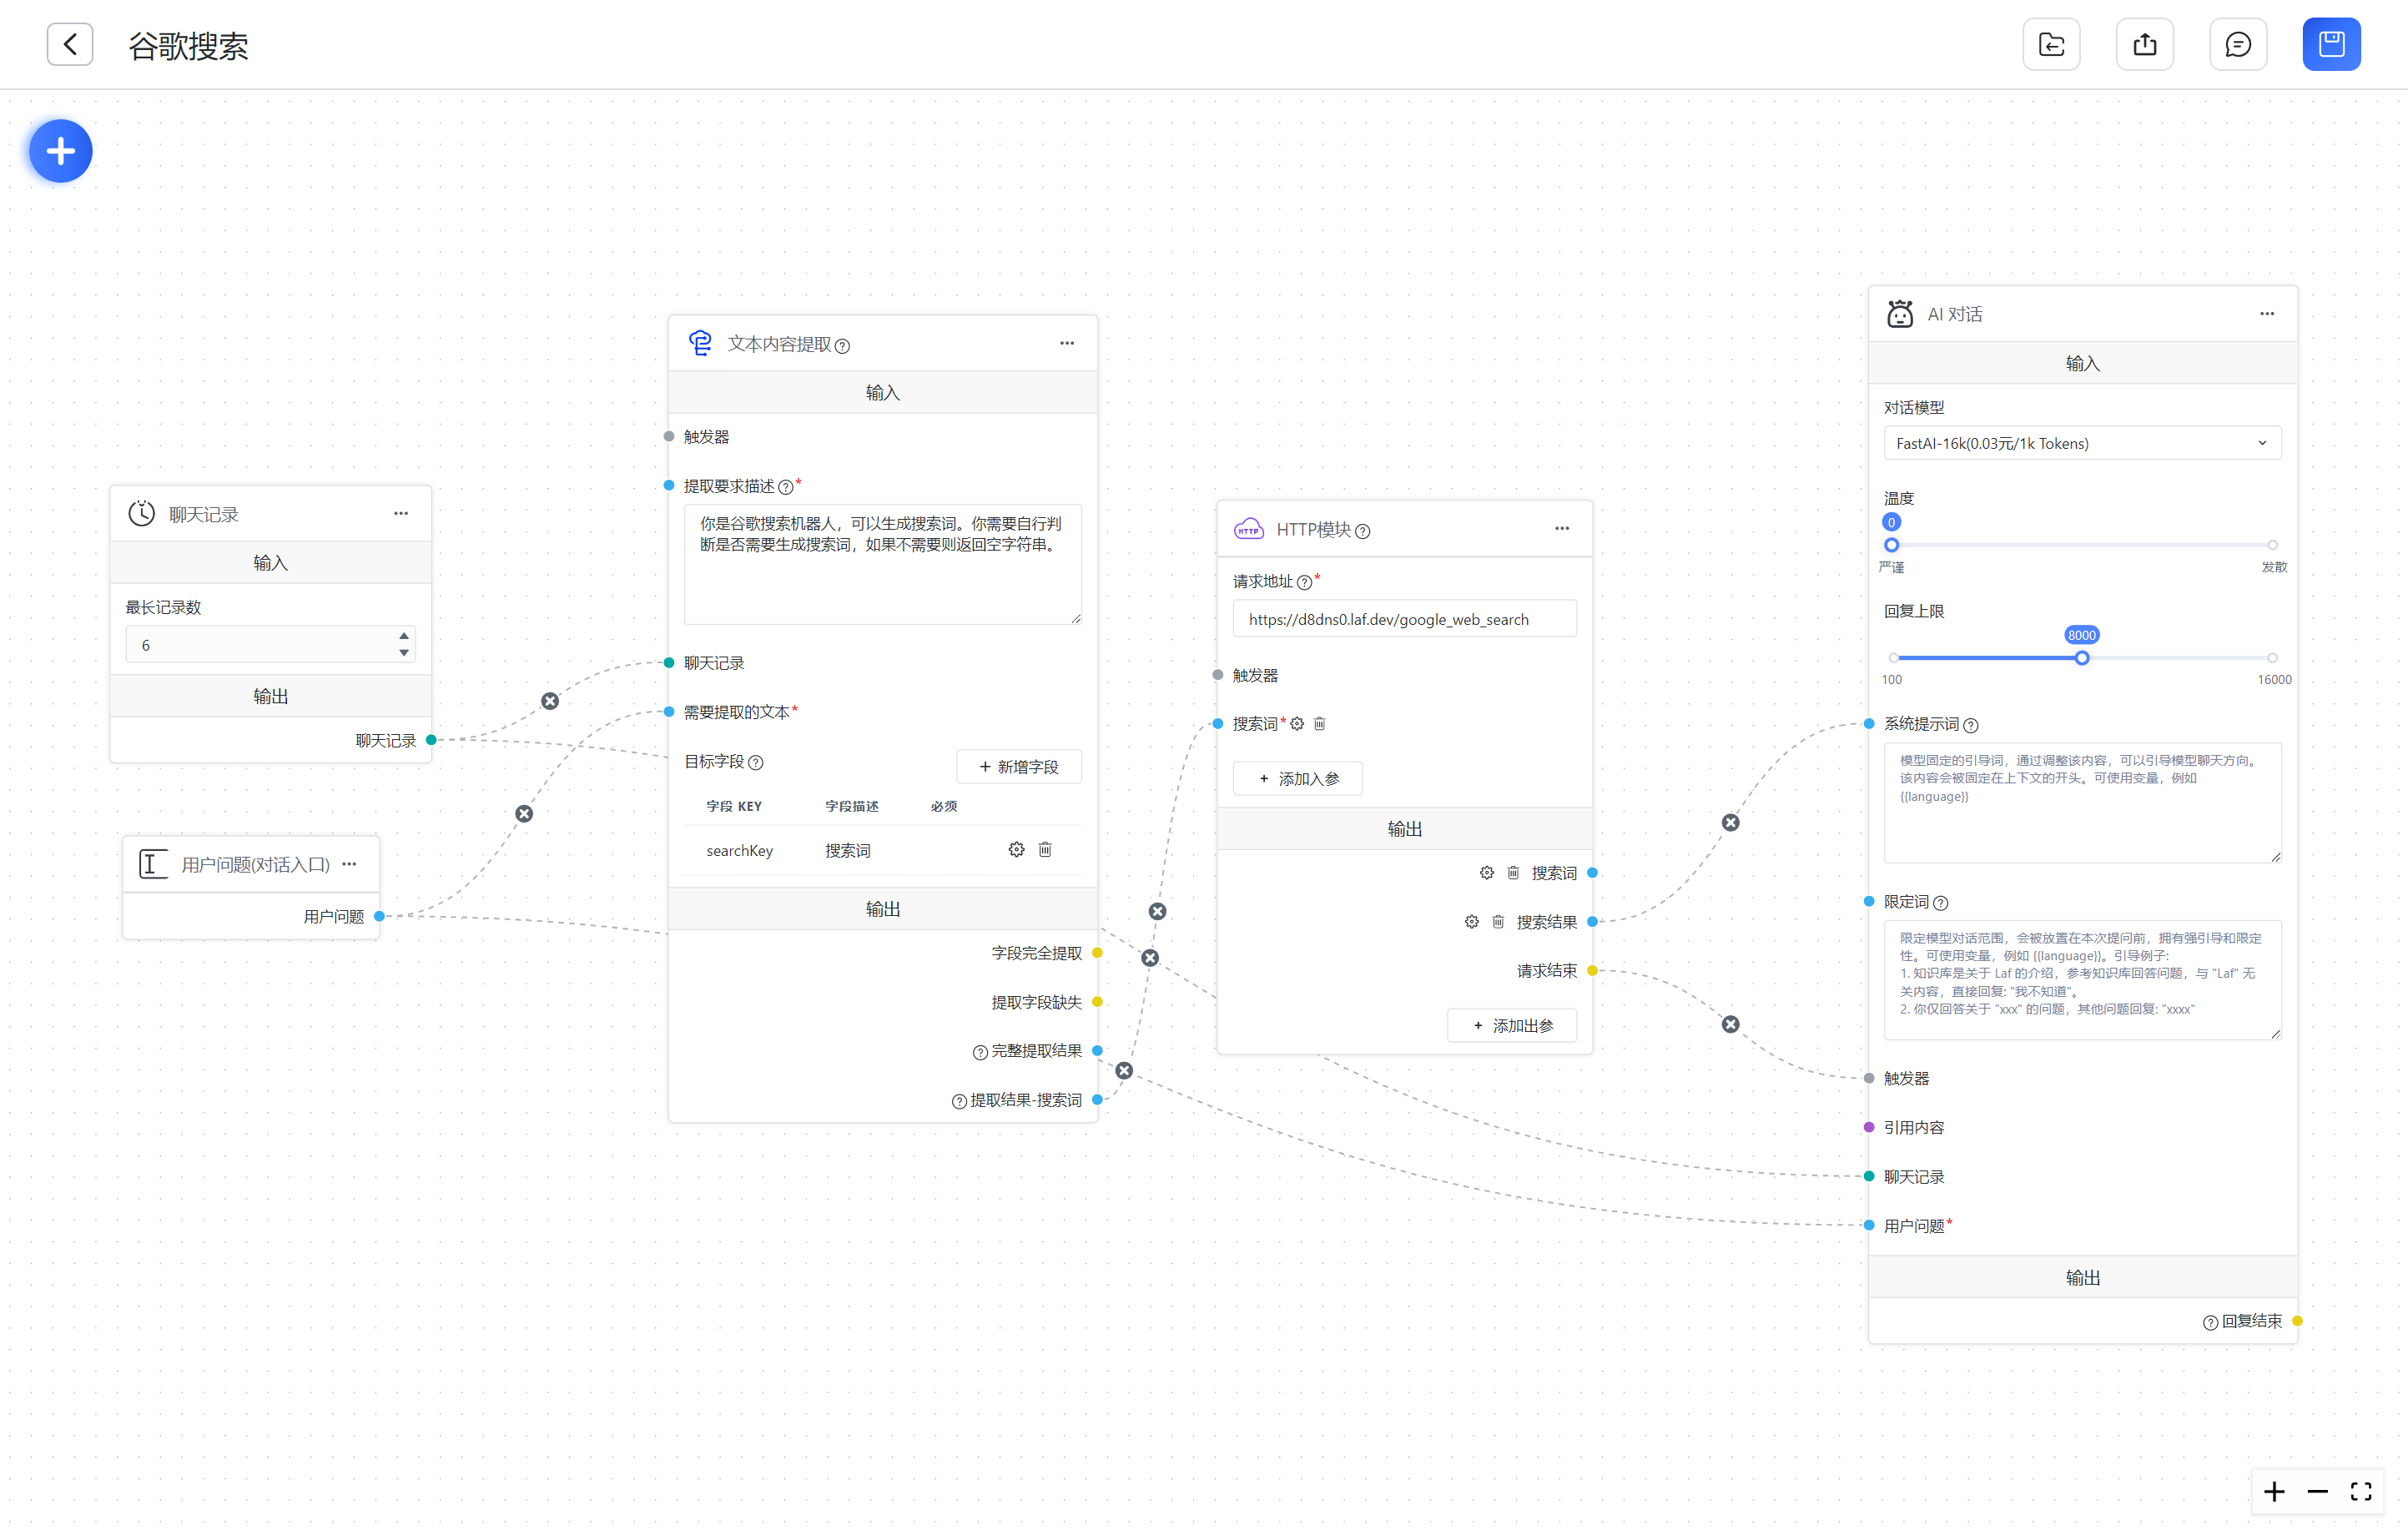 谷歌搜索
聊天记录
输入
最长记录数
6
输出
聊天记录
用户问题(对话入口)
用户问题
文本内容提取
输入
触发器
提取要求描述*
你是谷歌搜索机器人，可以生成搜索词。你需要自行判
断是否需要生成搜索词，如果不需要则返回空字符串。
聊天记录
需要提取的文本*
目标字段
+ 新增字段
字段 KEY 字段描述 必须
searchKey 搜索词
输出
字段完全提取
提取字段缺失
完整提取结果
提取结果-搜索词
HTTP
HTTP模块
请求地址*
https://d8dns0.laf.dev/google_web_search
触发器
搜索词*
+ 添加入参
输出
搜索词
搜索结果
请求结束
+ 添加出参
AI 对话
输入
对话模型
FastAI-16k(0.03元/1k Tokens)
温度
0
严谨 发散
回复上限
8000
100 16000
系统提示词
模型固定的引导词，通过调整该内容，可以引导模型聊天方向。
该内容会被固定在上下文的开头。可使用变量，例如
{{language}}
限定词
限定模型对话范围，会被放置在本次提问前，拥有强引导和限定
性。可使用变量，例如 {{language}}。引导例子:
1. 知识库是关于 Laf 的介绍，参考知识库回答问题，与 "Laf" 无
关内容，直接回复: "我不知道"。
2. 你仅回答关于 "xxx" 的问题，其他问题回复: "xxxx"
触发器
引用内容
聊天记录
用户问题*
输出
回复结束